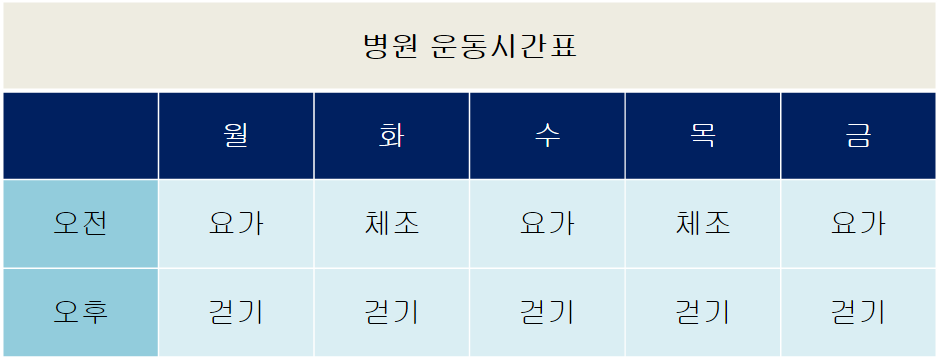 병원 운동시간표
월 화 수 목 금
오전 요가 체조 요가 체조 요가
오후 걷기 걷기 걷기 걷기 걷기